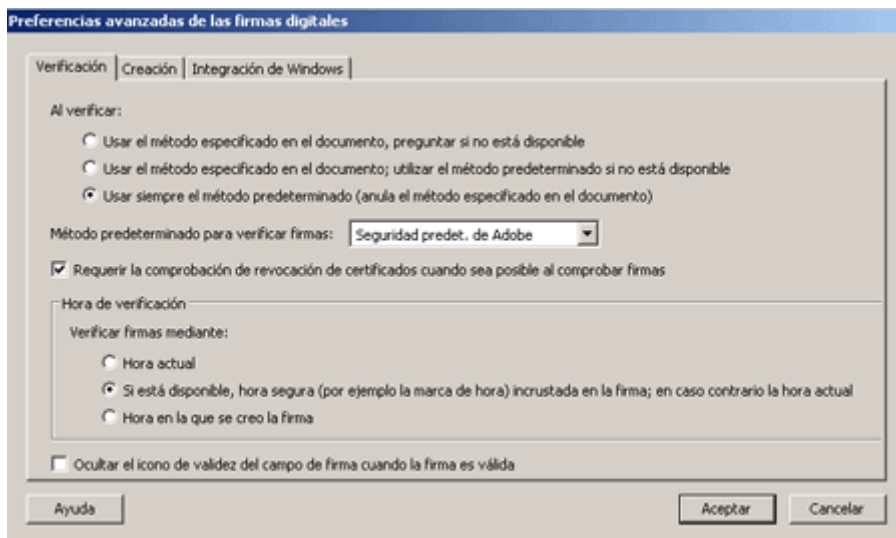 Preferencias avanzadas de las firmas digitales
Verificación Creación Integración de Windows
Al verificar:
Usar el método especificado en el documento, preguntar si no está disponible
Usar el método especificado en el documento; utilizar el método predeterminado si no está disponible
Usar siempre el método predeterminado (anula el método especificado en el documento)
Método predeterminado para verificar firmas: Seguridad predet. de Adobe
Requerir la comprobación de revocación de certificados cuando sea posible al comprobar firmas
Hora de verificación
Verificar firmas mediante:
Hora actual
Si está disponible, hora segura (por ejemplo la marca de hora) incrustada en la firma; en caso contrario la hora actual
Hora en la que se creo la firma
Ocultar el icono de validez del campo de firma cuando la firma es válida
Ayuda Aceptar Cancelar